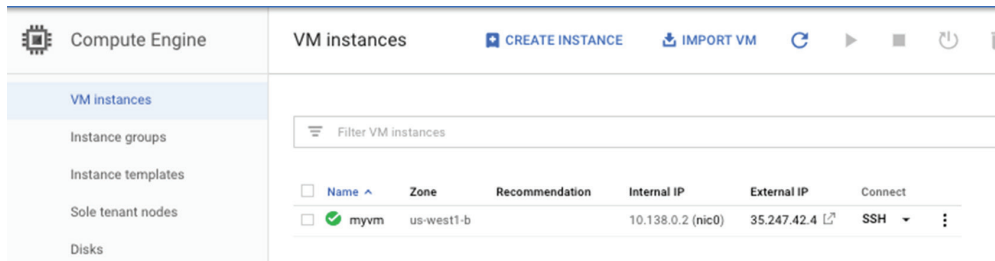 Compute Engine
VM instances
CREATE INSTANCE
IMPORT VM
VM instances
Instance groups
Instance templates
Sole tenant nodes
Disks
Filter VM instances
Name Zone Recommendation Internal IP External IP Connect
myvm us-west1-b 10.138.0.2 (nic0) 35.247.42.4 SSH